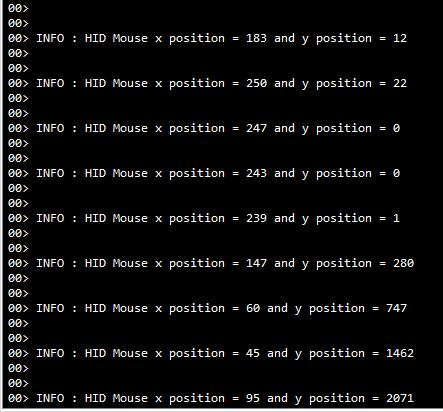 00>
00>
00> INFO : HID Mouse x position = 183 and y position = 12
00>
00>
00> INFO : HID Mouse x position = 250 and y position = 22
00>
00>
00> INFO : HID Mouse x position = 247 and y position = 0
00>
00>
00> INFO : HID Mouse x position = 243 and y position = 0
00>
00>
00> INFO : HID Mouse x position = 239 and y position = 1
00>
00>
00> INFO : HID Mouse x position = 147 and y position = 280
00>
00>
00> INFO : HID Mouse x position = 60 and y position = 747
00>
00>
00> INFO : HID Mouse x position = 45 and y position = 1462
00>
00>
00> INFO : HID Mouse x position = 95 and y position = 2071